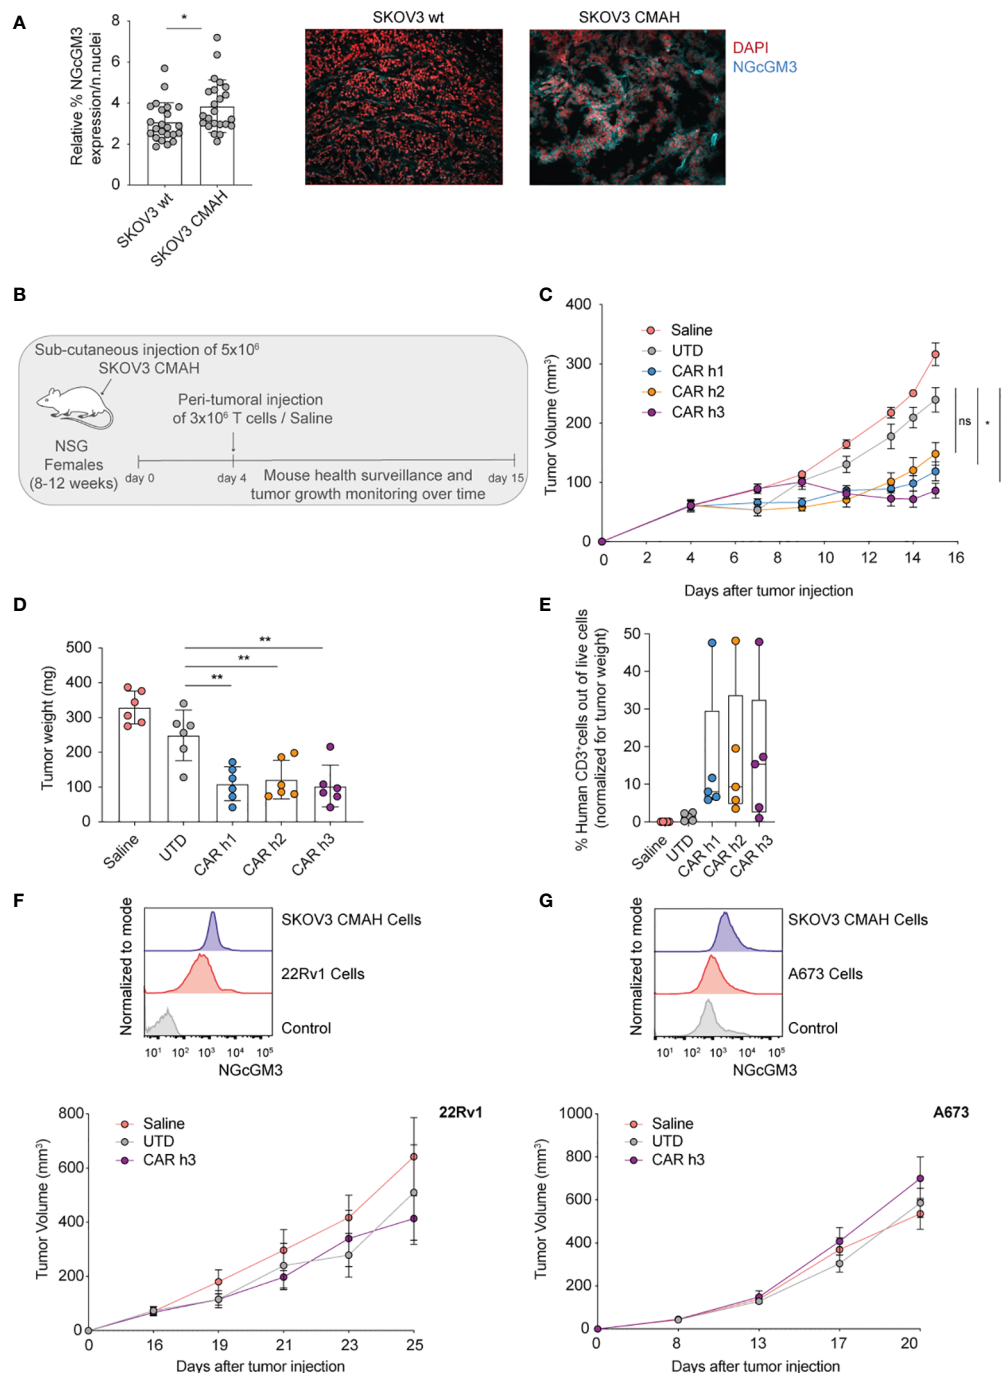 A
Relative % NGcGM3
expression/n.nuclei
8
6
4
2
0
*
SKOV3 wt
SKOV3 CMAH
SKOV3 wt
SKOV3 CMAH
DAPI
NGcGM3
B
Sub-cutaneous injection of 5x10⁶
SKOV3 CMAH
Peri-tumoral injection
of 3x10⁶ T cells / Saline
NSG
Females
(8-12 weeks)
day 0
day 4
day 15
Mouse health surveillance and
tumor growth monitoring over time
C
Tumor Volume (mm³)
400
300
200
100
0
Saline
UTD
CAR h1
CAR h2
CAR h3
ns
*
0 2 4 6 8 10 12 14 16
Days after tumor injection
D
Tumor weight (mg)
500
400
300
200
100
0
**
**
**
Saline
UTD
CAR h1
CAR h2
CAR h3
E
% Human CD3⁺cells out of live cells
(normalized for tumor weight)
50
40
30
20
10
0
Saline
UTD
CAR h1
CAR h2
CAR h3
F
Normalized to mode
SKOV3 CMAH Cells
22Rv1 Cells
Control
10¹ 10² 10³ 10⁴ 10⁵
NGcGM3
22Rv1
Tumor Volume (mm³)
800
600
400
200
0
Saline
UTD
CAR h3
0 16 19 21 23 25
Days after tumor injection
G
Normalized to mode
SKOV3 CMAH Cells
A673 Cells
Control
10¹ 10² 10³ 10⁴ 10⁵
NGcGM3
A673
Tumor Volume (mm³)
1000
800
600
400
200
0
Saline
UTD
CAR h3
0 8 13 17 20
Days after tumor injection